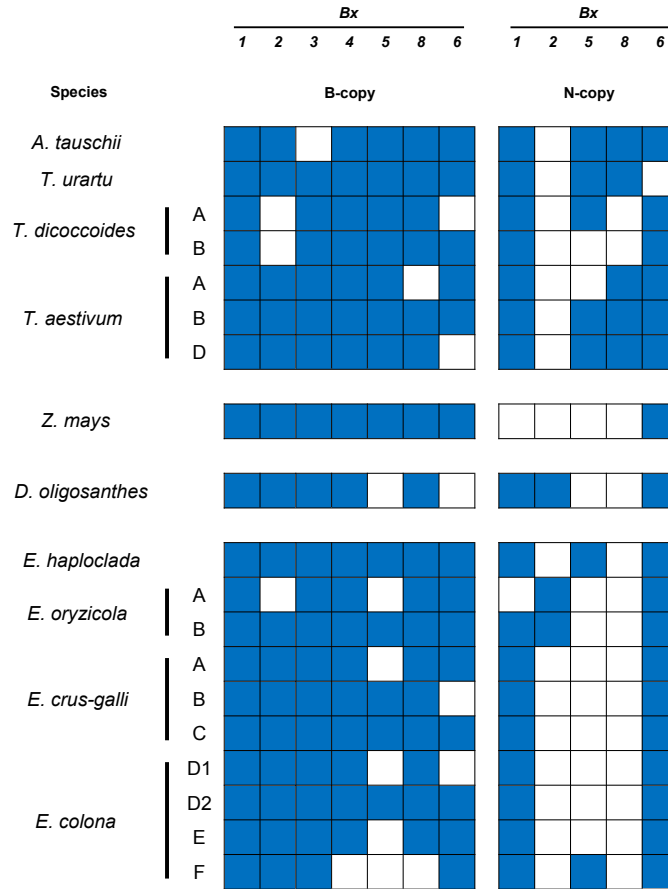 Bx Bx
1 2 3 4 5 8 6 1 2 5 8 6
Species B-copy N-copy
A. tauschii
T. urartu
T. dicoccoides
A
B
T. aestivum
A
B
D
Z. mays
D. oligosanthes
E. haploclada
E. oryzicola
A
B
E. crus-galli
A
B
C
E. colona
D1
D2
E
F